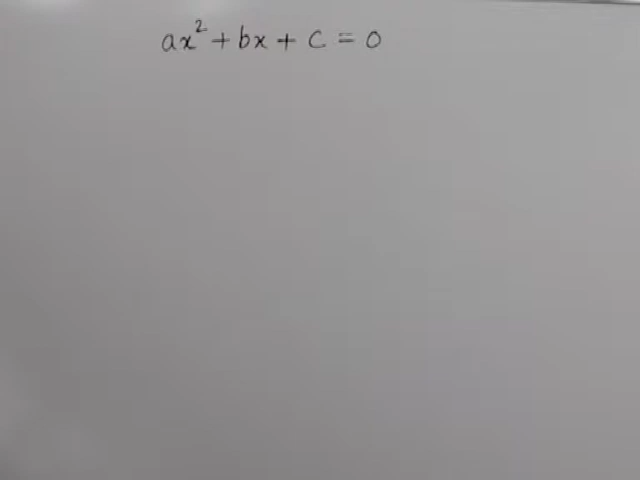 ax² + bx + c = 0